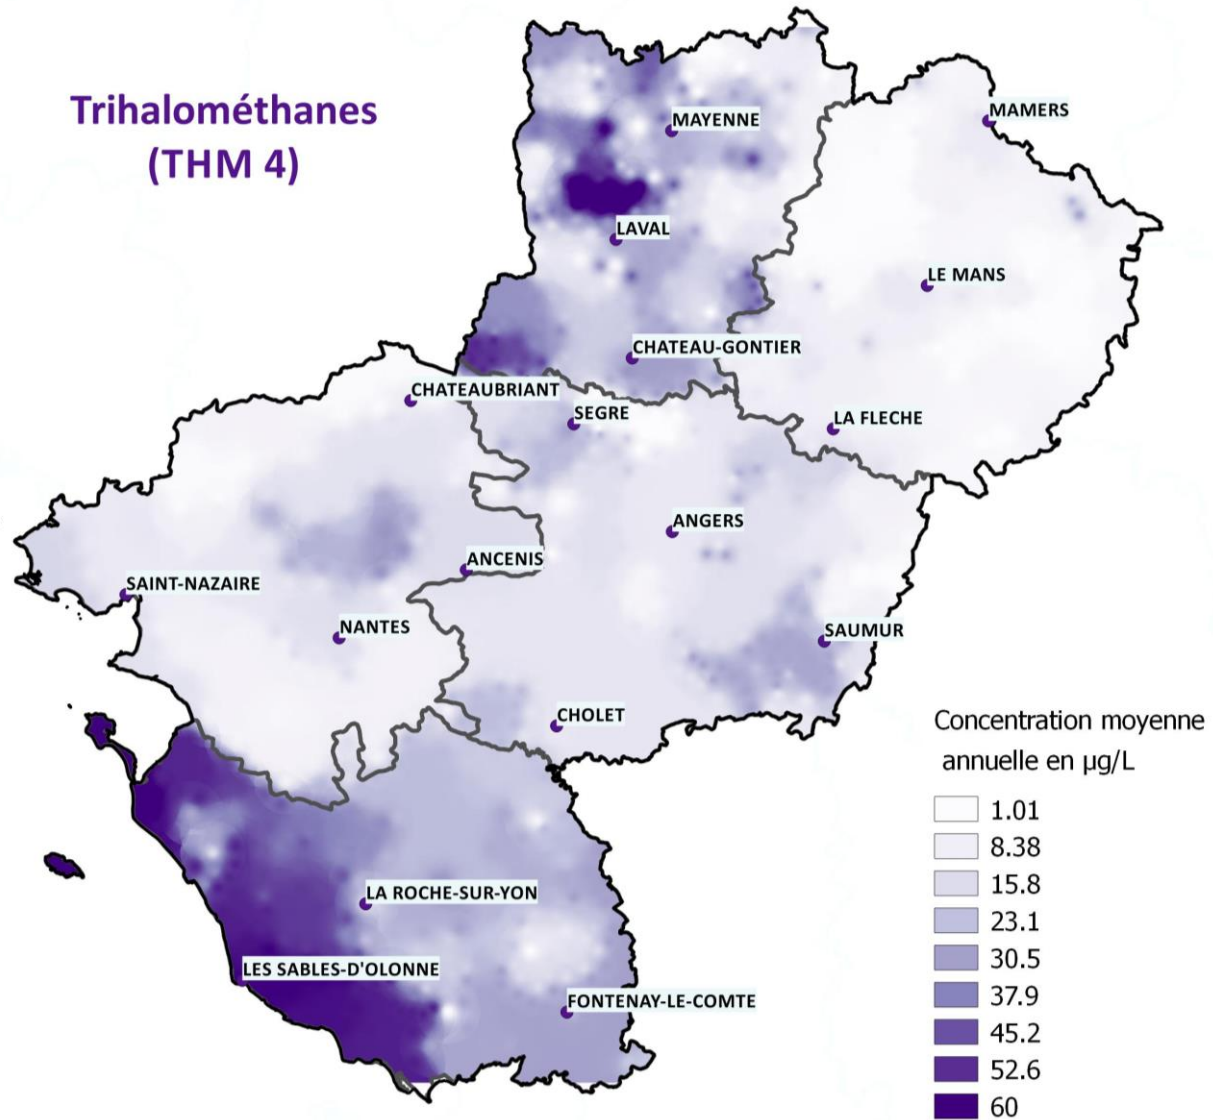 Trihalométhanes
(THM 4)
MAYENNE
MAMERS
LAVAL
LE MANS
CHATEAU-GONTIER
CHATEAUBRIANT
SEGRE
LA FLECHE
ANGERS
ANCENIS
SAINT-NAZAIRE
NANTES
SAUMUR
CHOLET
LA ROCHE-SUR-YON
LES SABLES-D'OLONNE
FONTENAY-LE-COMTE
Concentration moyenne
annuelle en µg/L
1.01
8.38
15.8
23.1
30.5
37.9
45.2
52.6
60